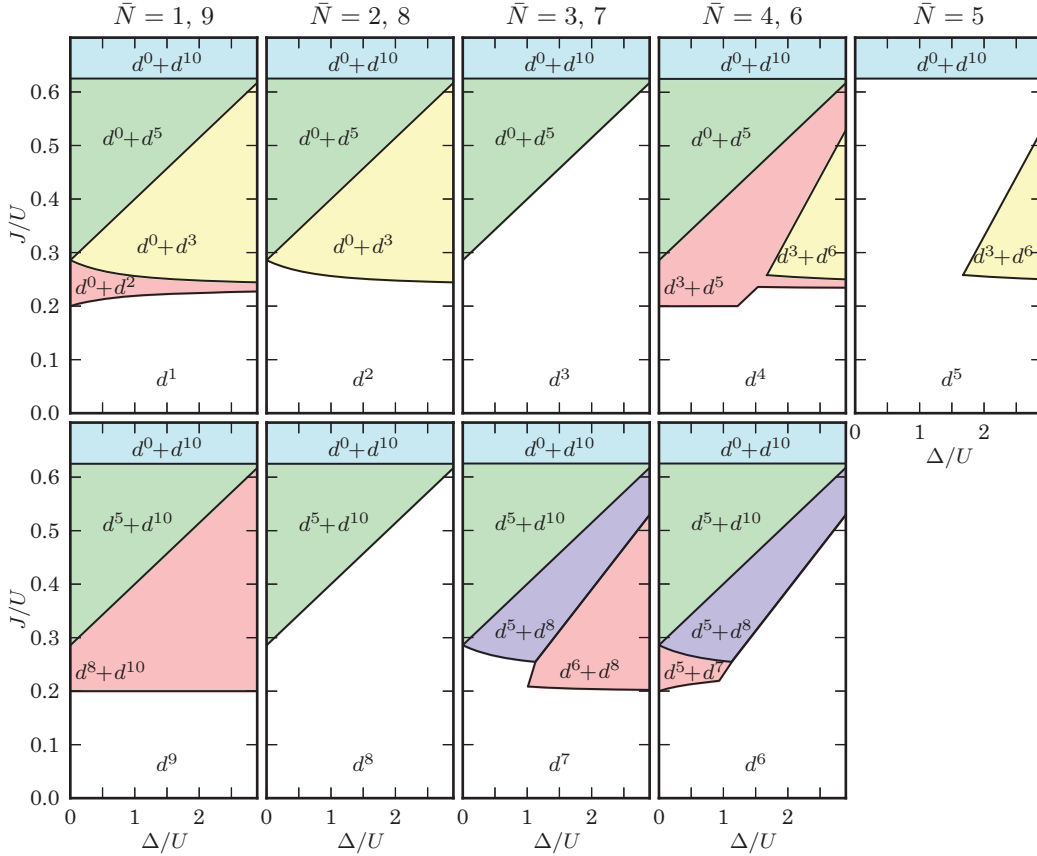 N̄ = 1, 9   N̄ = 2, 8   N̄ = 3, 7   N̄ = 4, 6   N̄ = 5
d⁰+d¹⁰   d⁰+d¹⁰   d⁰+d¹⁰   d⁰+d¹⁰   d⁰+d¹⁰
0.6
d⁰+d⁵   d⁰+d⁵   d⁰+d⁵   d⁰+d⁵
0.5
0.4
J/U
0.3
d⁰+d³   d⁰+d³   d³+d⁶   d³+d⁶
d⁰+d²   d³+d⁵
0.2
0.1
d¹   d²   d³   d⁴   d⁵
0.0
0 1 2
Δ/U
d⁰+d¹⁰   d⁰+d¹⁰   d⁰+d¹⁰   d⁰+d¹⁰
0.6
d⁵+d¹⁰   d⁵+d¹⁰   d⁵+d¹⁰   d⁵+d¹⁰
0.5
0.4
J/U
0.3
d⁵+d⁸   d⁵+d⁸
d⁸+d¹⁰   d⁶+d⁸   d⁵+d⁷
0.2
0.1
d⁹   d⁸   d⁷   d⁶
0.0
0 1 2   0 1 2   0 1 2   0 1 2
Δ/U   Δ/U   Δ/U   Δ/U